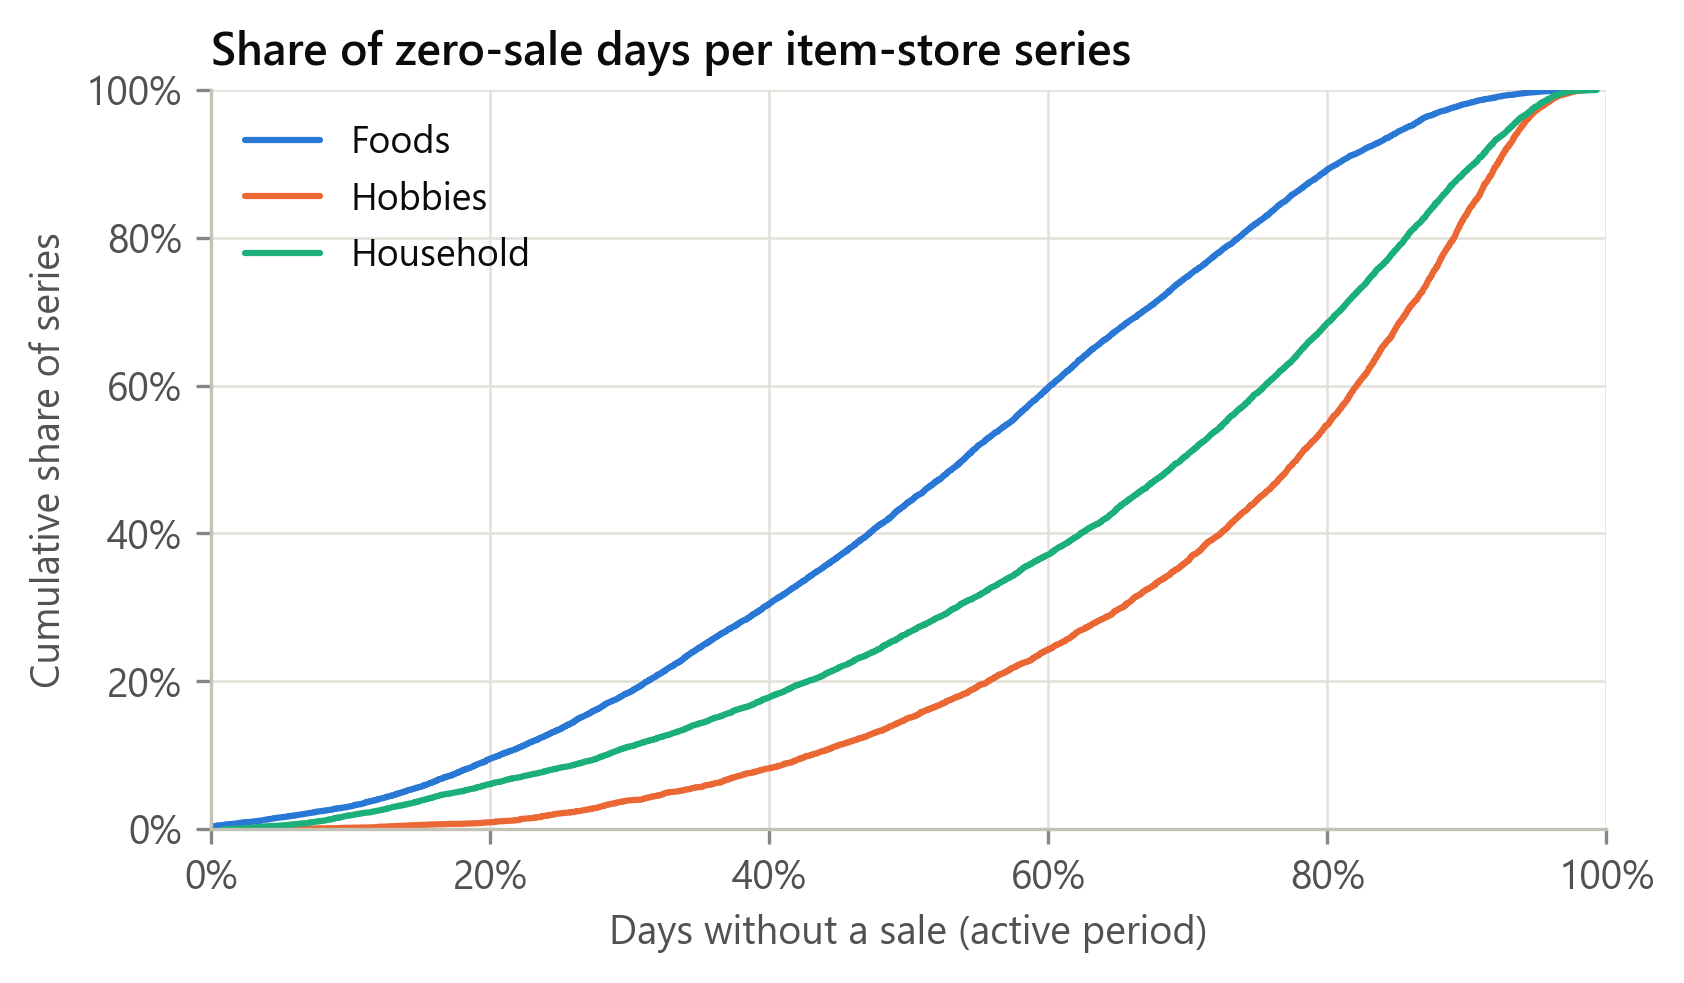 Share of zero-sale days per item-store series
100%
80%
60%
40%
20%
0%
Cumulative share of series
Foods
Hobbies
Household
0%
20%
40%
60%
80%
100%
Days without a sale (active period)